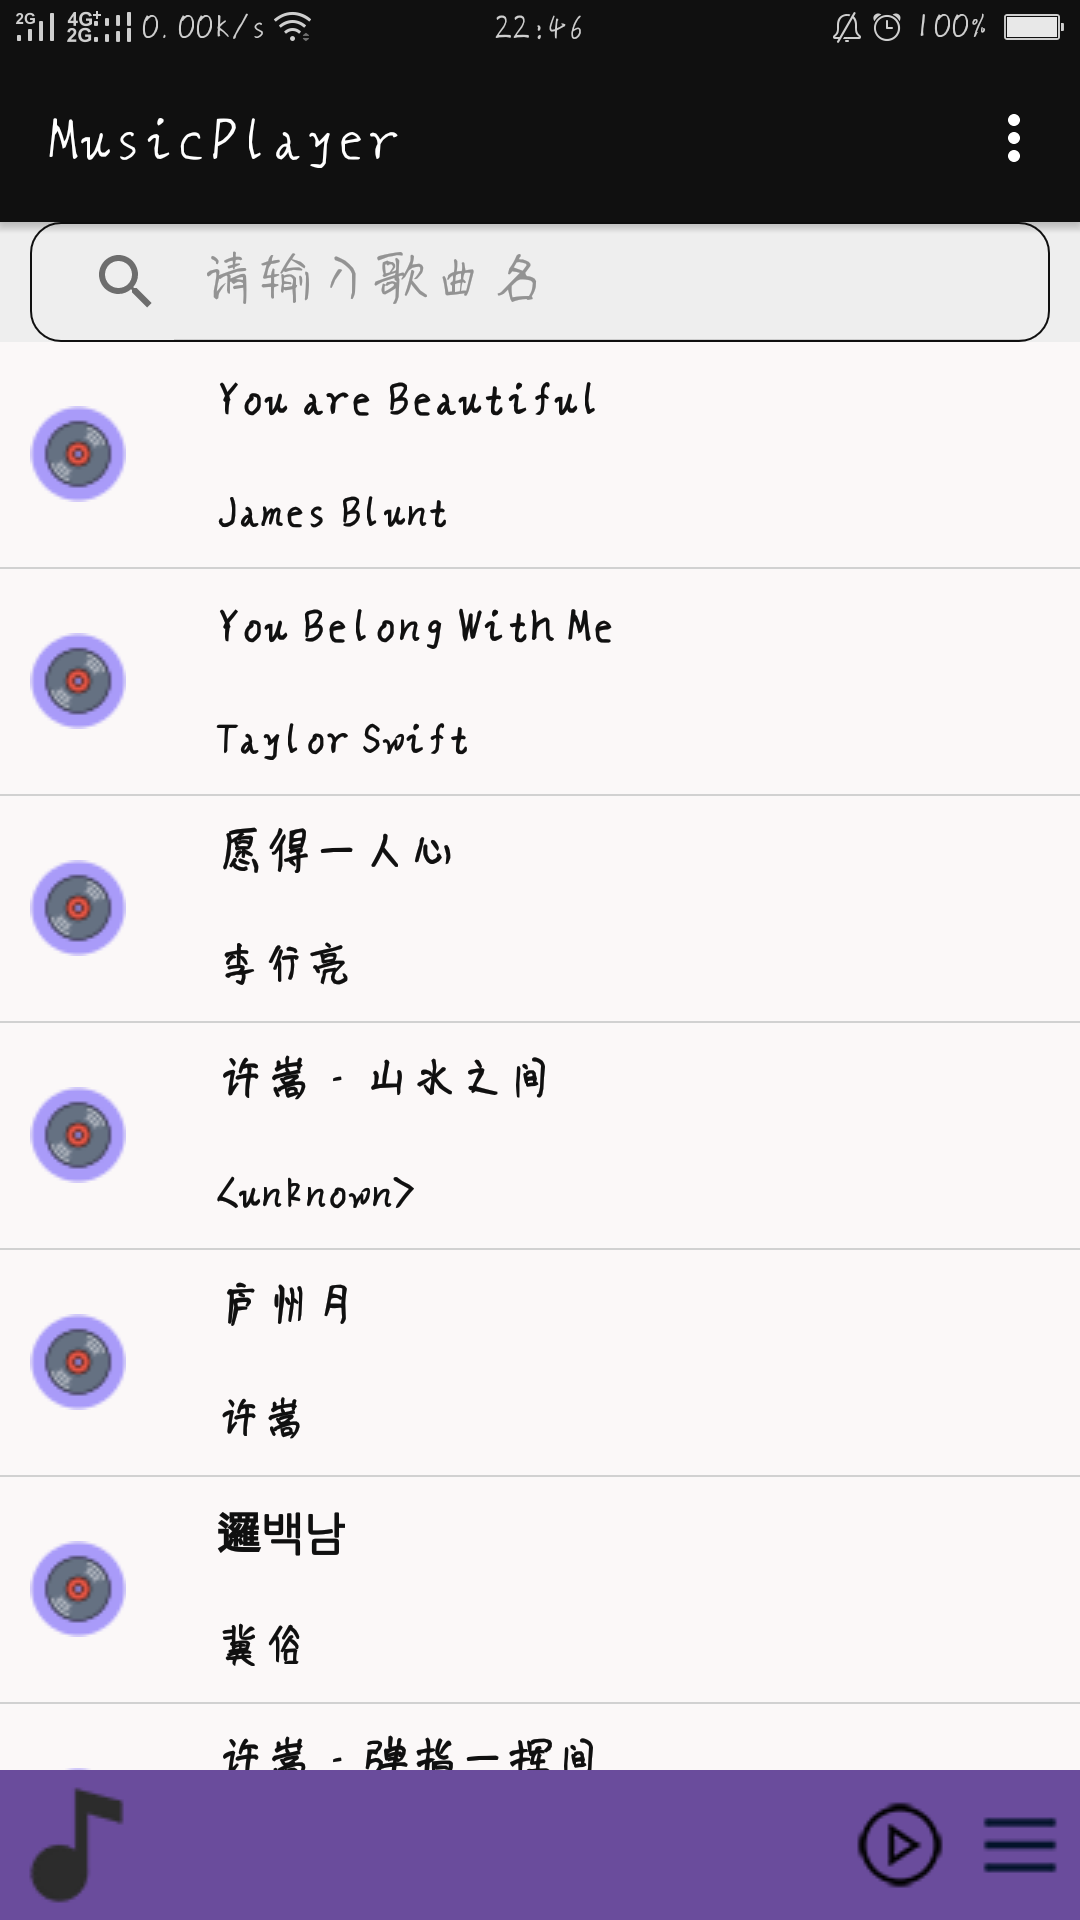 2G 4G+ 2G 0.00K/s 22:46 100%
MusicPlayer
请输入歌曲名
You are Beautiful
James Blunt
You Belong With Me
Taylor Swift
愿得一人心
李行亮
许嵩 - 山水之间
<unknown>
庐州月
许嵩
邏백남
冀俗
许嵩 - 弹指一挥间